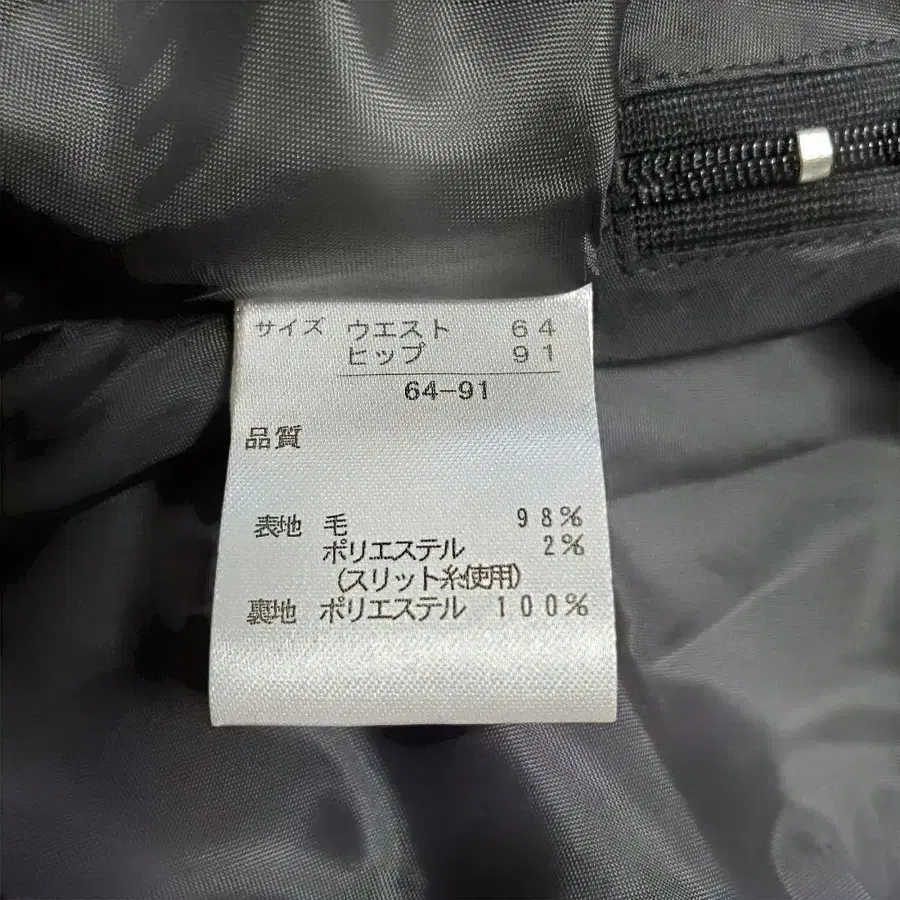 サイズ ウエスト 64
ヒップ 91
64-91
品質
表地 毛 98%
ポリエステル 2%
(スリット糸使用)
裏地 ポリエステル 100%